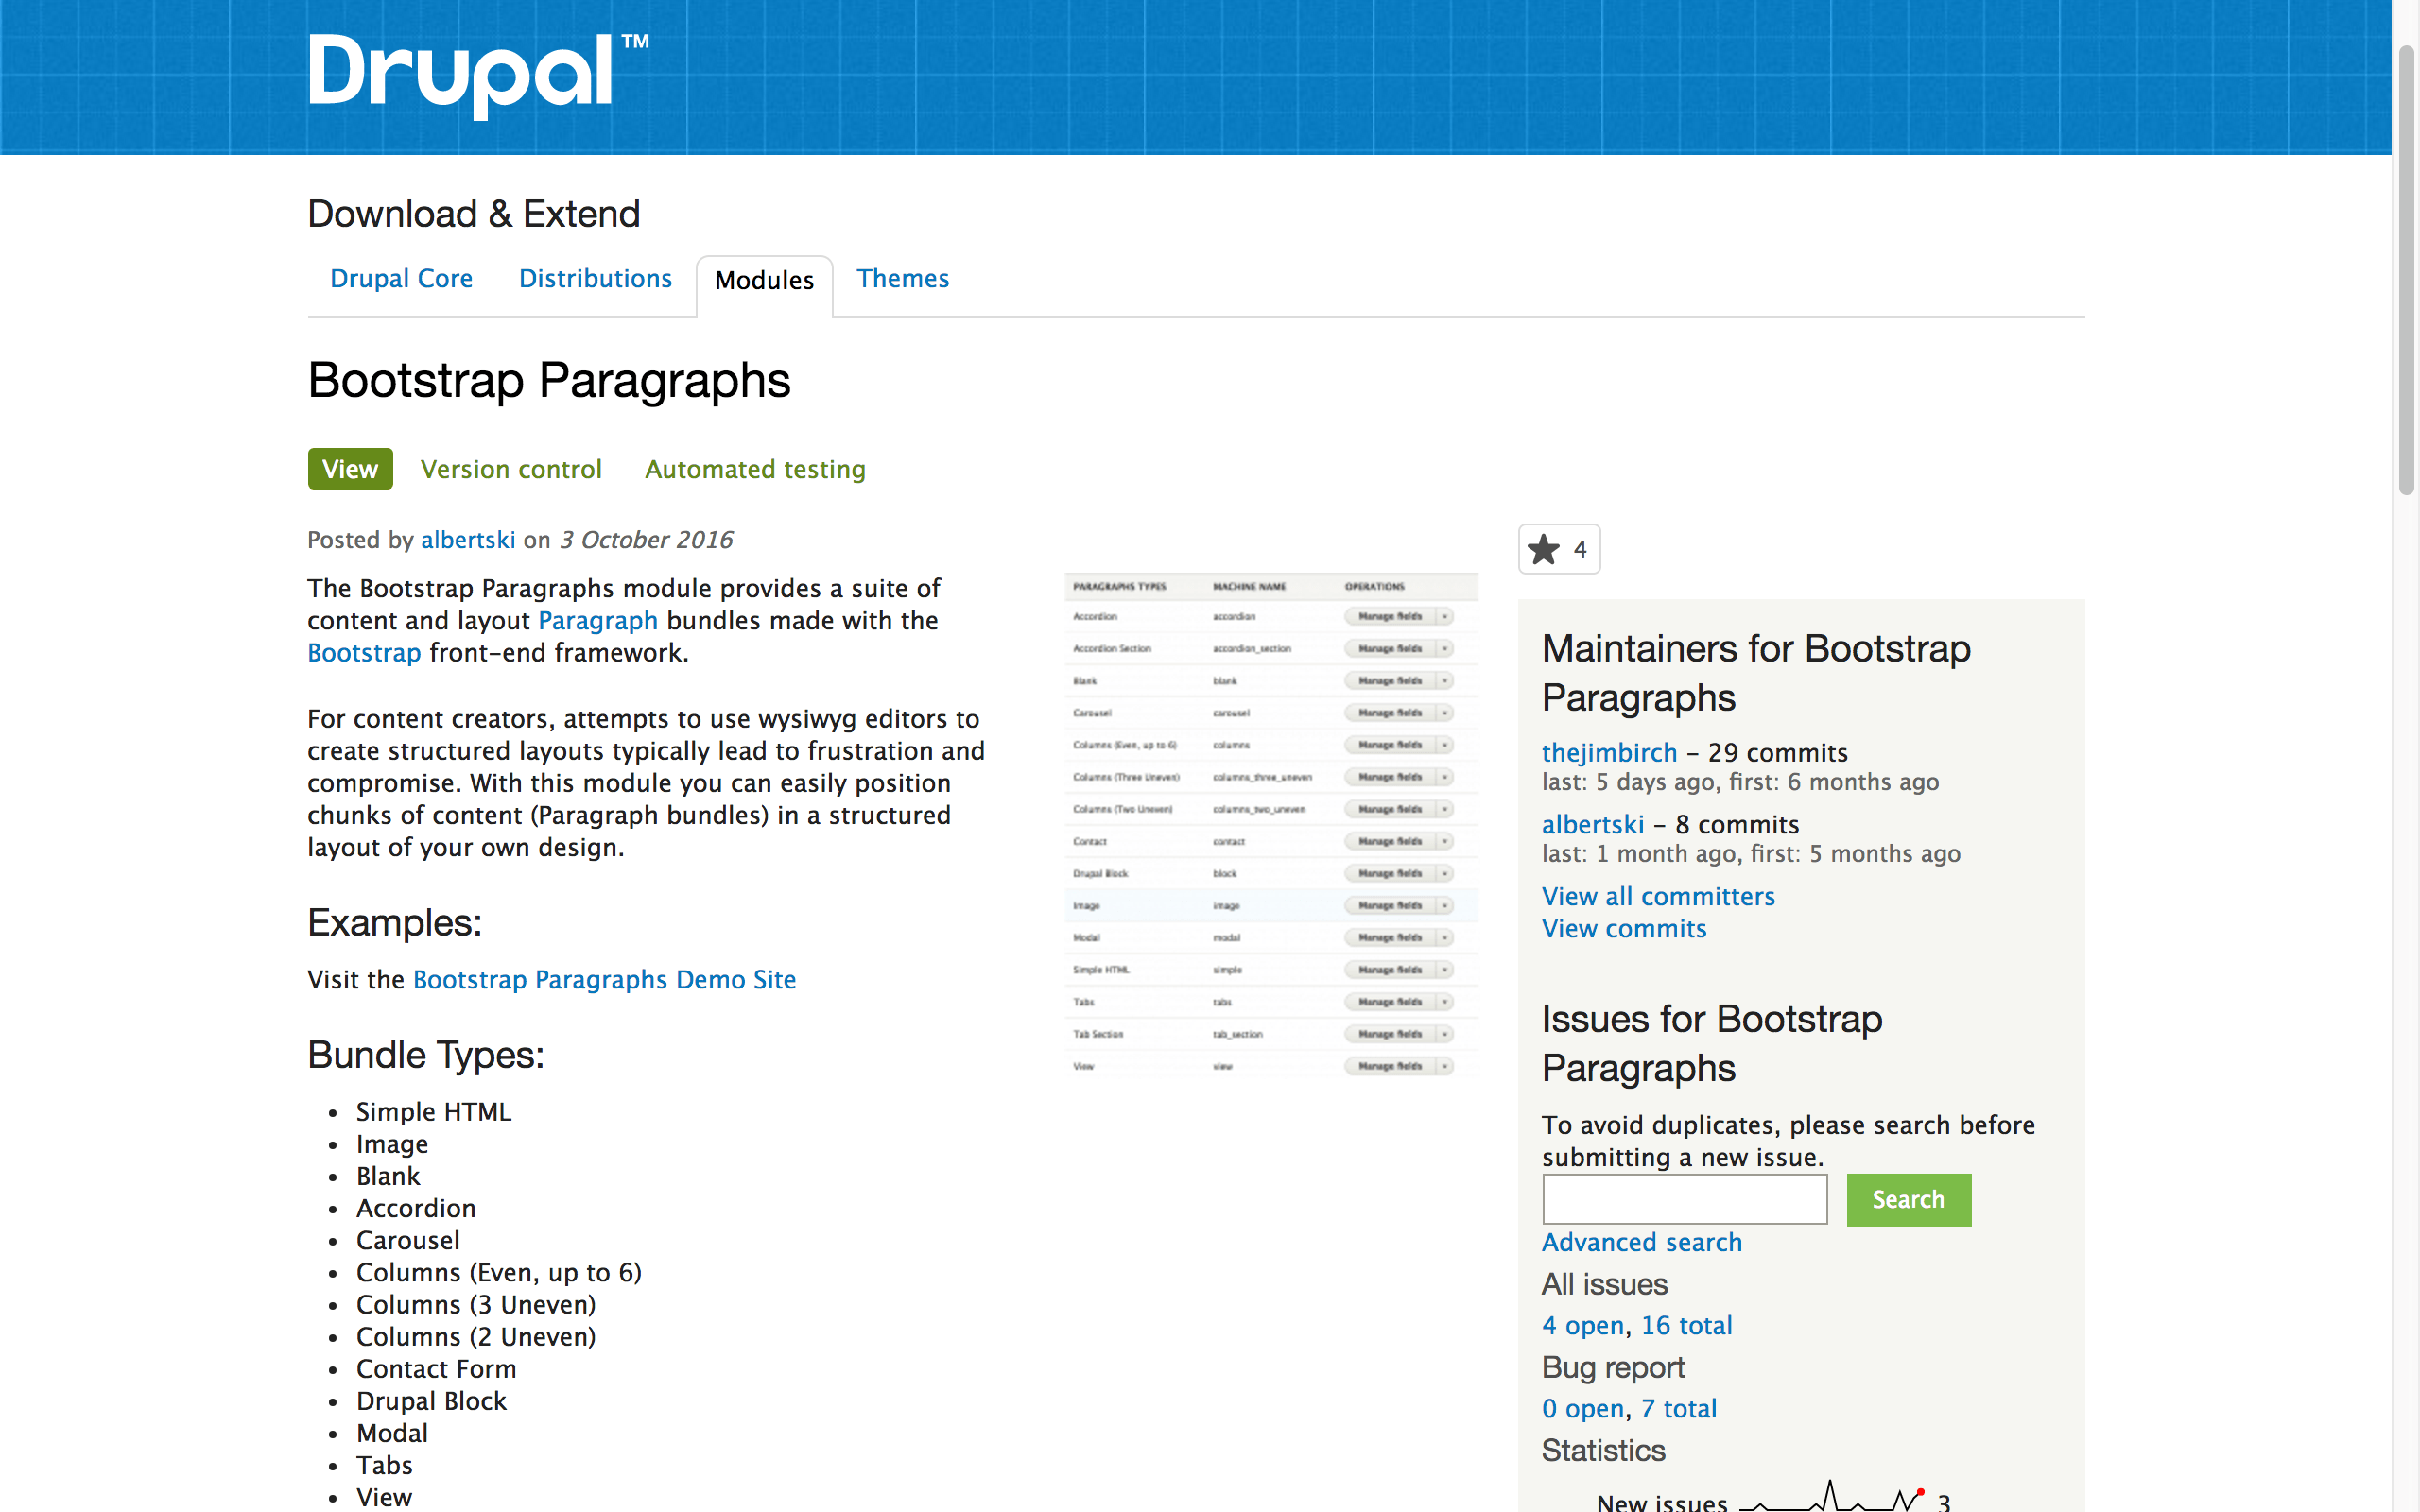 Drupal™
Download & Extend
Drupal Core Distributions Modules Themes
Bootstrap Paragraphs
View Version control Automated testing
Posted by albertski on 3 October 2016
The Bootstrap Paragraphs module provides a suite of
content and layout Paragraph bundles made with the
Bootstrap front-end framework.
For content creators, attempts to use wysiwyg editors to
create structured layouts typically lead to frustration and
compromise. With this module you can easily position
chunks of content (Paragraph bundles) in a structured
layout of your own design.
Examples:
Visit the Bootstrap Paragraphs Demo Site
Bundle Types:
• Simple HTML
• Image
• Blank
• Accordion
• Carousel
• Columns (Even, up to 6)
• Columns (3 Uneven)
• Columns (2 Uneven)
• Contact Form
• Drupal Block
• Modal
• Tabs
• View
PARAGRAPHS TYPES MACHINE NAME OPERATIONS
Accordion accordion Manage fields
Accordion Section accordion_section Manage fields
Blank blank Manage fields
Carousel carousel Manage fields
Columns (Even, up to 6) columns Manage fields
Columns (Three Uneven) columns_three_uneven Manage fields
Columns (Two Uneven) columns_two_uneven Manage fields
Contact contact Manage fields
Drupal Block block Manage fields
Image image Manage fields
Modal modal Manage fields
Simple HTML simple Manage fields
Tabs tabs Manage fields
Tab Section tab_section Manage fields
View view Manage fields
4
Maintainers for Bootstrap
Paragraphs
thejimbirch – 29 commits
last: 5 days ago, first: 6 months ago
albertski – 8 commits
last: 1 month ago, first: 5 months ago
View all committers
View commits
Issues for Bootstrap
Paragraphs
To avoid duplicates, please search before
submitting a new issue.
Search
Advanced search
All issues
4 open, 16 total
Bug report
0 open, 7 total
Statistics
New issues 3